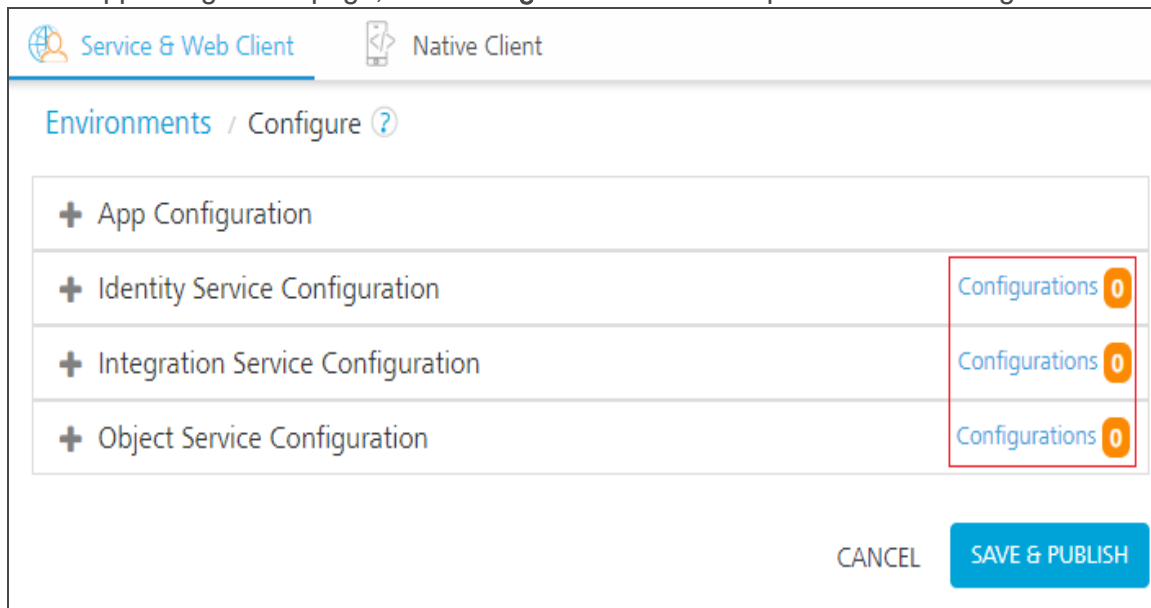 Service & Web Client Native Client
Environments / Configure ?
App Configuration
Identity Service Configuration Configurations 0
Integration Service Configuration Configurations 0
Object Service Configuration Configurations 0
CANCEL SAVE & PUBLISH